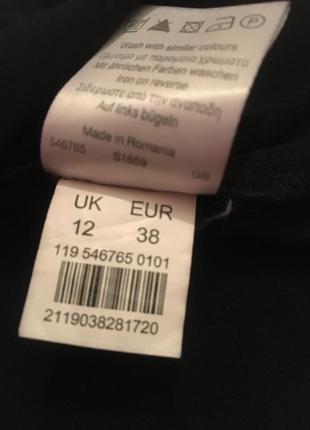 Wash with similar colours
Πλύσιμο με παρόμοια χρώματα
Mit ähnlichen Farben waschen
Iron on reverse
Σιδερώστε από την ανάποδη
Auf links bügeln
Made in Romania
546765 S1659 GB
UK EUR
12 38
119 546765 0101
2119038281720